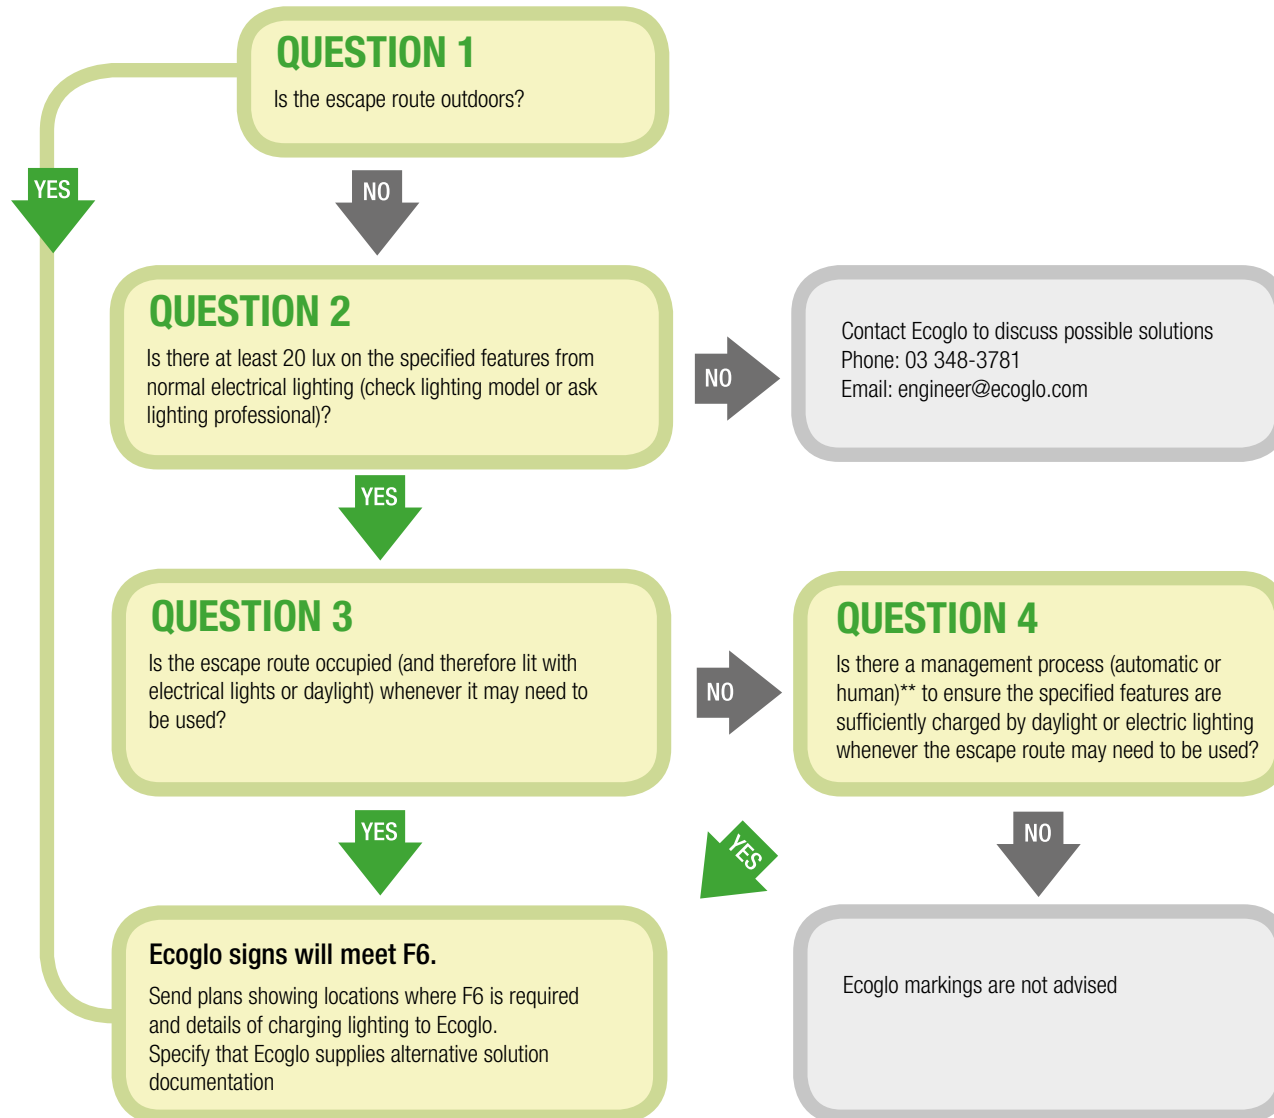 QUESTION 1
Is the escape route outdoors?
YES
NO
QUESTION 2
Is there at least 20 lux on the specified features from
normal electrical lighting (check lighting model or ask
lighting professional)?
NO
Contact Ecoglo to discuss possible solutions
Phone: 03 348-3781
Email: engineer@ecoglo.com
YES
QUESTION 3
Is the escape route occupied (and therefore lit with
electrical lights or daylight) whenever it may need to
be used?
NO
QUESTION 4
Is there a management process (automatic or
human)** to ensure the specified features are
sufficiently charged by daylight or electric lighting
whenever the escape route may need to be used?
YES
YES
NO
Ecoglo signs will meet F6.
Send plans showing locations where F6 is required
and details of charging lighting to Ecoglo.
Specify that Ecoglo supplies alternative solution
documentation
Ecoglo markings are not advised